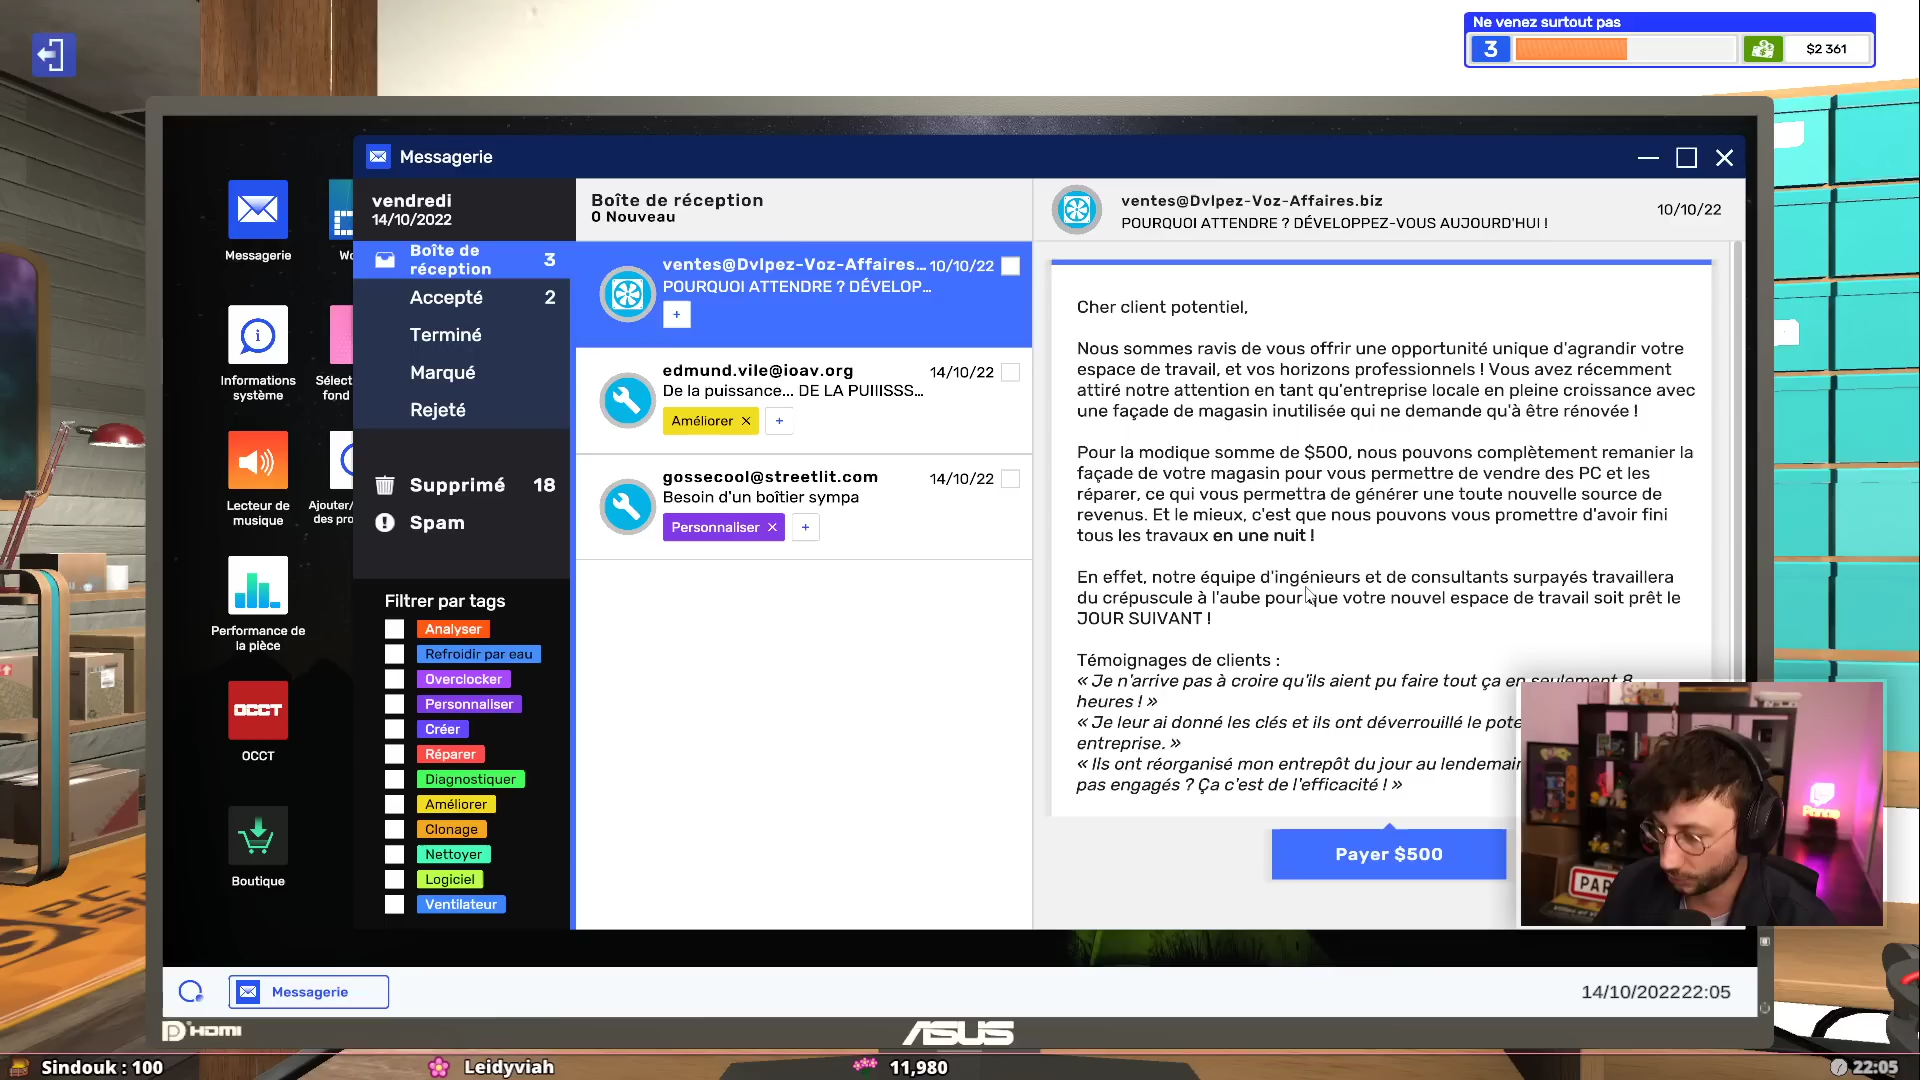 Ne venez surtout pas
3
$2 361
Messagerie
vendredi
14/10/2022
Boîte de réception
0 Nouveau
ventes@Dvlpez-Voz-Affaires.biz
POURQUOI ATTENDRE ? DÉVELOPPEZ-VOUS AUJOURD'HUI !
10/10/22
Messagerie
Informations
système
Sélect
fond
Lecteur de
musique
Ajouter/
des pro
Performance de
la pièce
OCCT
OCCT
Boutique
Boîte de
réception
3
Accepté 2
Terminé
Marqué
Rejeté
Supprimé 18
Spam
Filtrer par tags
Analyser
Refroidir par eau
Overclocker
Personnaliser
Créer
Réparer
Diagnostiquer
Améliorer
Clonage
Nettoyer
Logiciel
Ventilateur
ventes@Dvlpez-Voz-Affaires... 10/10/22
POURQUOI ATTENDRE ? DÉVELOP...
+
edmund.vile@ioav.org 14/10/22
De la puissance... DE LA PUIIISSS...
Améliorer × +
gossecool@streetlit.com 14/10/22
Besoin d'un boîtier sympa
Personnaliser × +
Cher client potentiel,
Nous sommes ravis de vous offrir une opportunité unique d'agrandir votre
espace de travail, et vos horizons professionnels ! Vous avez récemment
attiré notre attention en tant qu'entreprise locale en pleine croissance avec
une façade de magasin inutilisée qui ne demande qu'à être rénovée !
Pour la modique somme de $500, nous pouvons complètement remanier la
façade de votre magasin pour vous permettre de vendre des PC et les
réparer, ce qui vous permettra de générer une toute nouvelle source de
revenus. Et le mieux, c'est que nous pouvons vous promettre d'avoir fini
tous les travaux en une nuit !
En effet, notre équipe d'ingénieurs et de consultants surpayés travaillera
du crépuscule à l'aube pour que votre nouvel espace de travail soit prêt le
JOUR SUIVANT !
Témoignages de clients :
« Je n'arrive pas à croire qu'ils aient pu faire tout ça en seulement 8
heures ! »
« Je leur ai donné les clés et ils ont déverrouillé le pote
entreprise. »
« Ils ont réorganisé mon entrepôt du jour au lendemain
pas engagés ? Ça c'est de l'efficacité ! »
Payer $500
PAR
Messagerie
14/10/202222:05
HDMI
ASUS
Sindouk : 100
Leidyviah
11,980
22:05